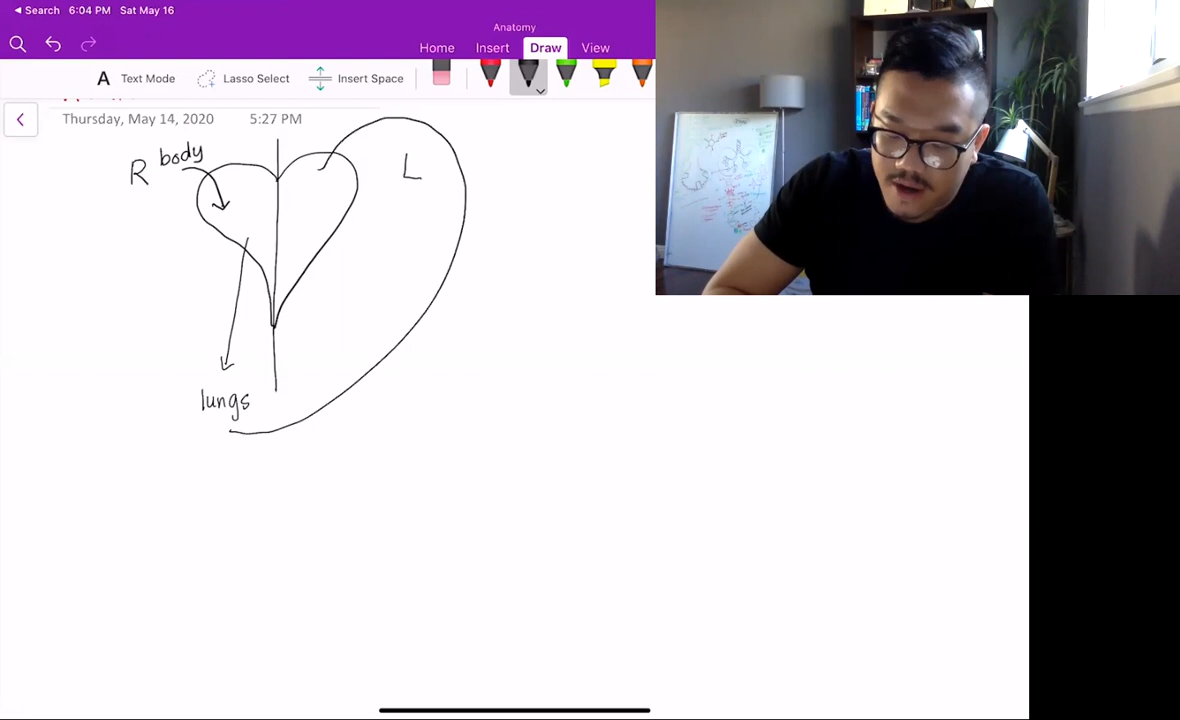 Search 6:04 PM Sat May 16
Anatomy
Home Insert Draw View
A Text Mode Lasso Select Insert Space
Thursday, May 14, 2020 5:27 PM
R body L
lungs